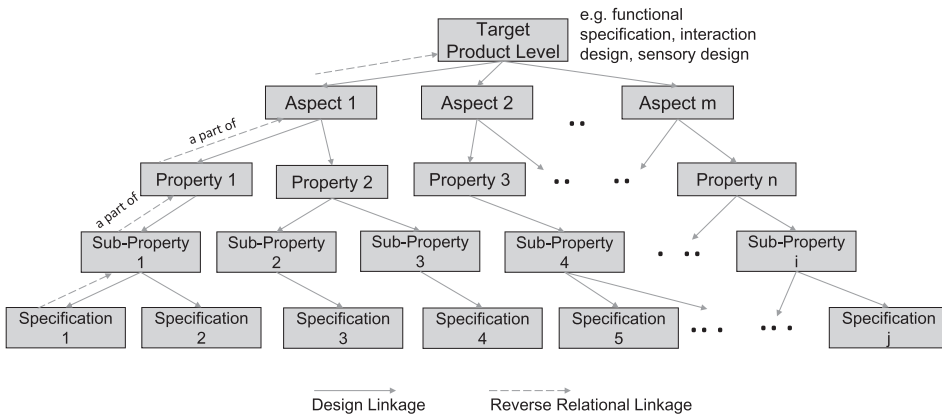 Target
Product Level
e.g. functional
specification, interaction
design, sensory design
Aspect 1
Aspect 2
Aspect m
a part of
Property 1
Property 2
Property 3
Property n
a part of
Sub-Property
1
Sub-Property
2
Sub-Property
3
Sub-Property
4
Sub-Property
i
Specification
1
Specification
2
Specification
3
Specification
4
Specification
5
Specification
j
Design Linkage
Reverse Relational Linkage